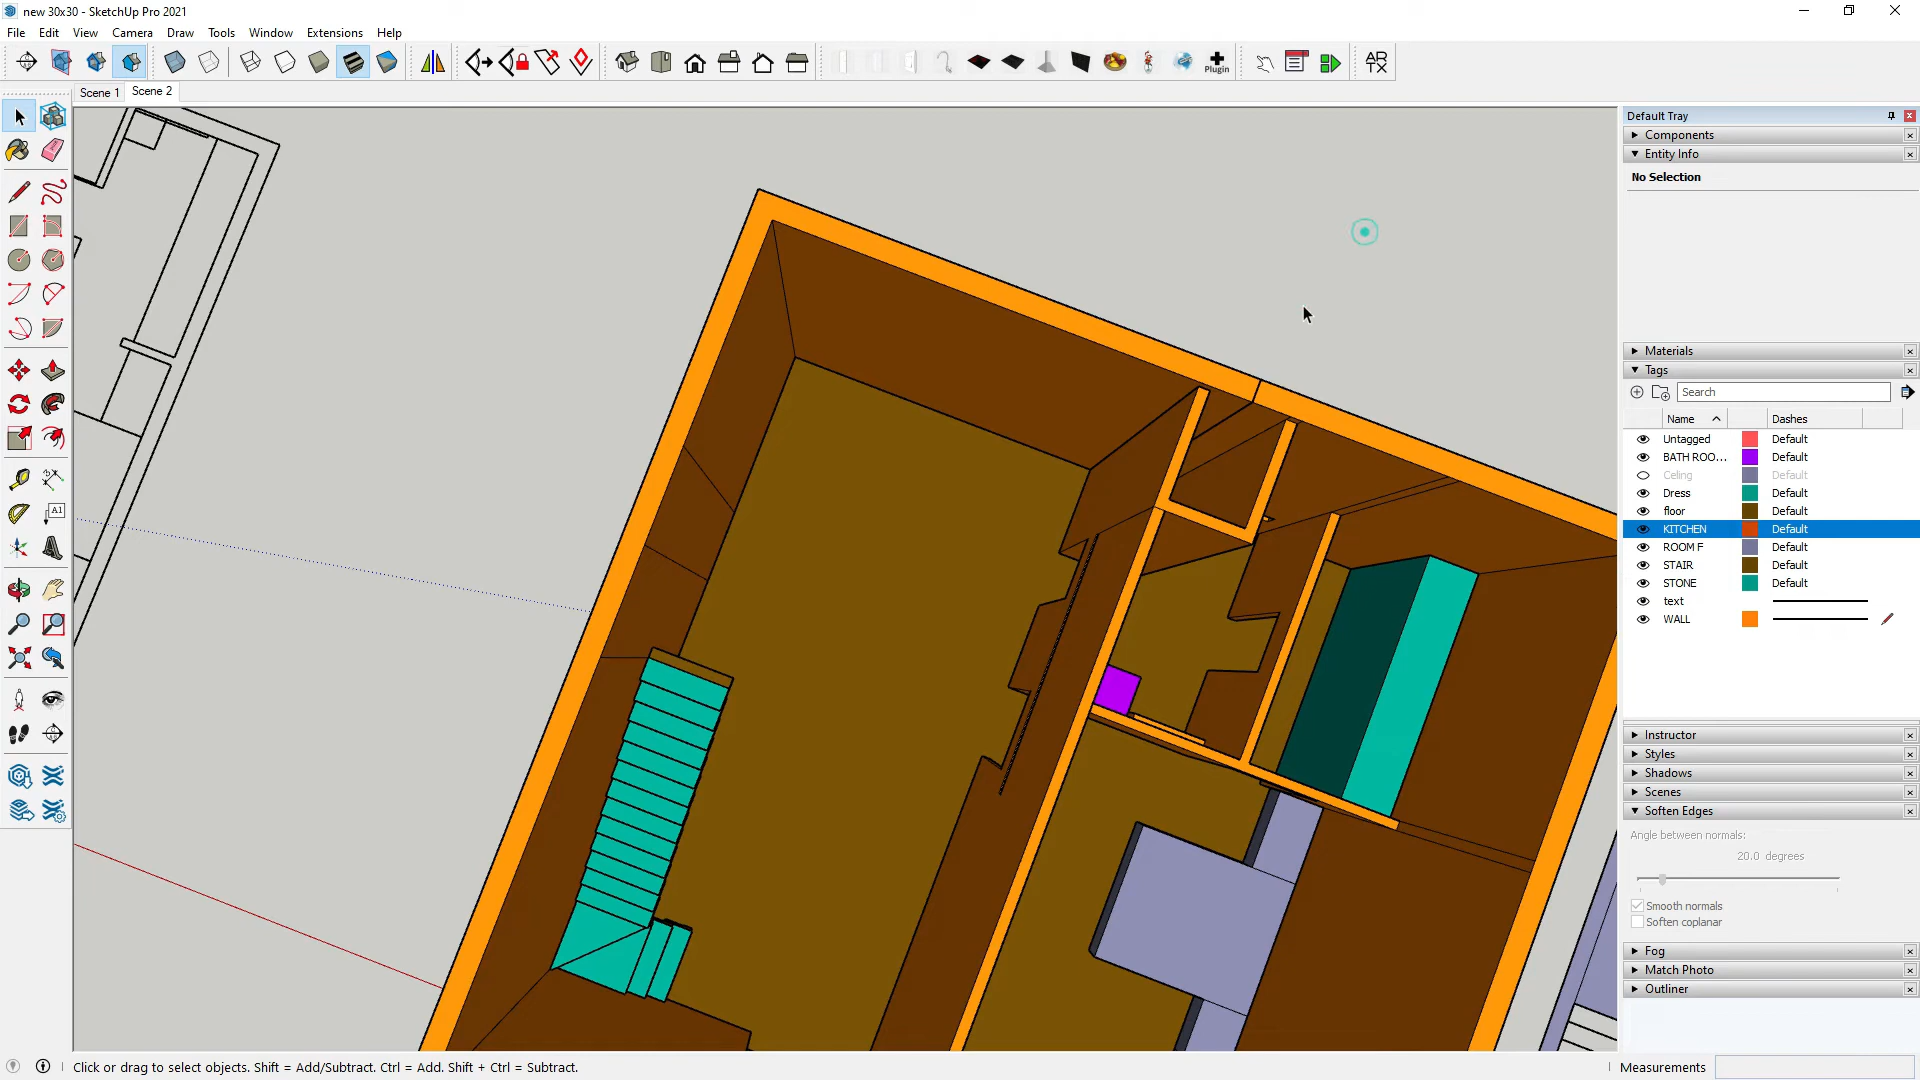 new 30x30 - SketchUp Pro 2021
File Edit View Camera Draw Tools Window Extensions Help
Plugin
AR
TX
Scene 1 Scene 2
A1
Default Tray
Components
Entity Info
No Selection
Materials
Tags
Search
Name Dashes
Untagged Default
BATH ROO... Default
Celing Default
Dress Default
floor Default
KITCHEN Default
ROOM F Default
STAIR Default
STONE Default
text
WALL
Instructor
Styles
Shadows
Scenes
Soften Edges
Angle between normals:
20.0 degrees
Smooth normals
Soften coplanar
Fog
Match Photo
Outliner
Click or drag to select objects. Shift = Add/Subtract. Ctrl = Add. Shift + Ctrl = Subtract.
Measurements